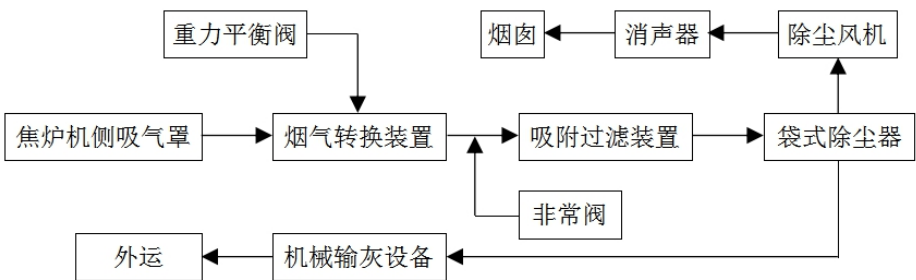 重力平衡阀
烟囱
消声器
除尘风机
焦炉机侧吸气罩
烟气转换装置
吸附过滤装置
袋式除尘器
非常阀
外运
机械输灰设备